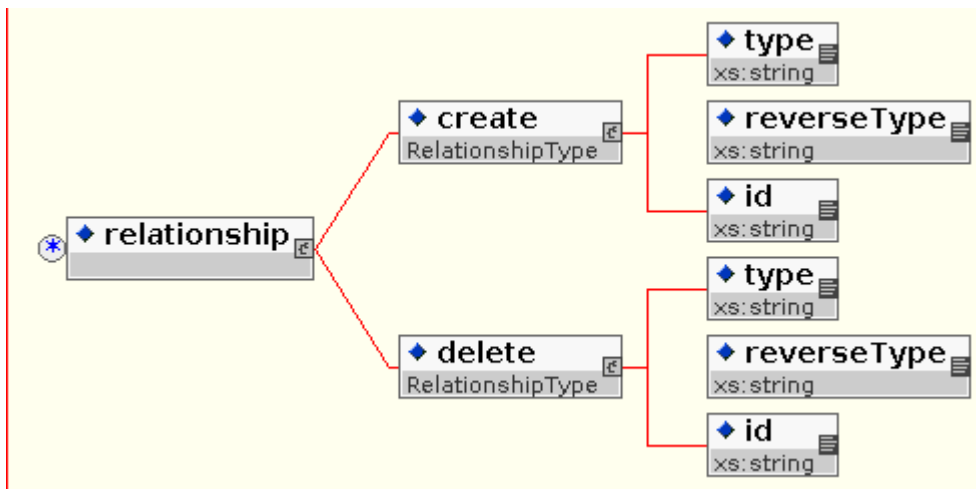 type
xs:string
create
RelationshipType
reverseType
xs:string
id
xs:string
* relationship
type
xs:string
delete
RelationshipType
reverseType
xs:string
id
xs:string